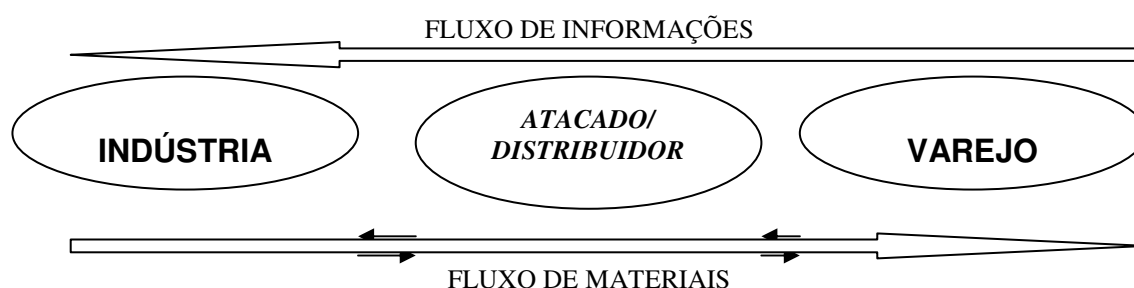 FLUXO DE INFORMAÇÕES
INDÚSTRIA
ATACADO/
DISTRIBUIDOR
VAREJO
FLUXO DE MATERIAIS